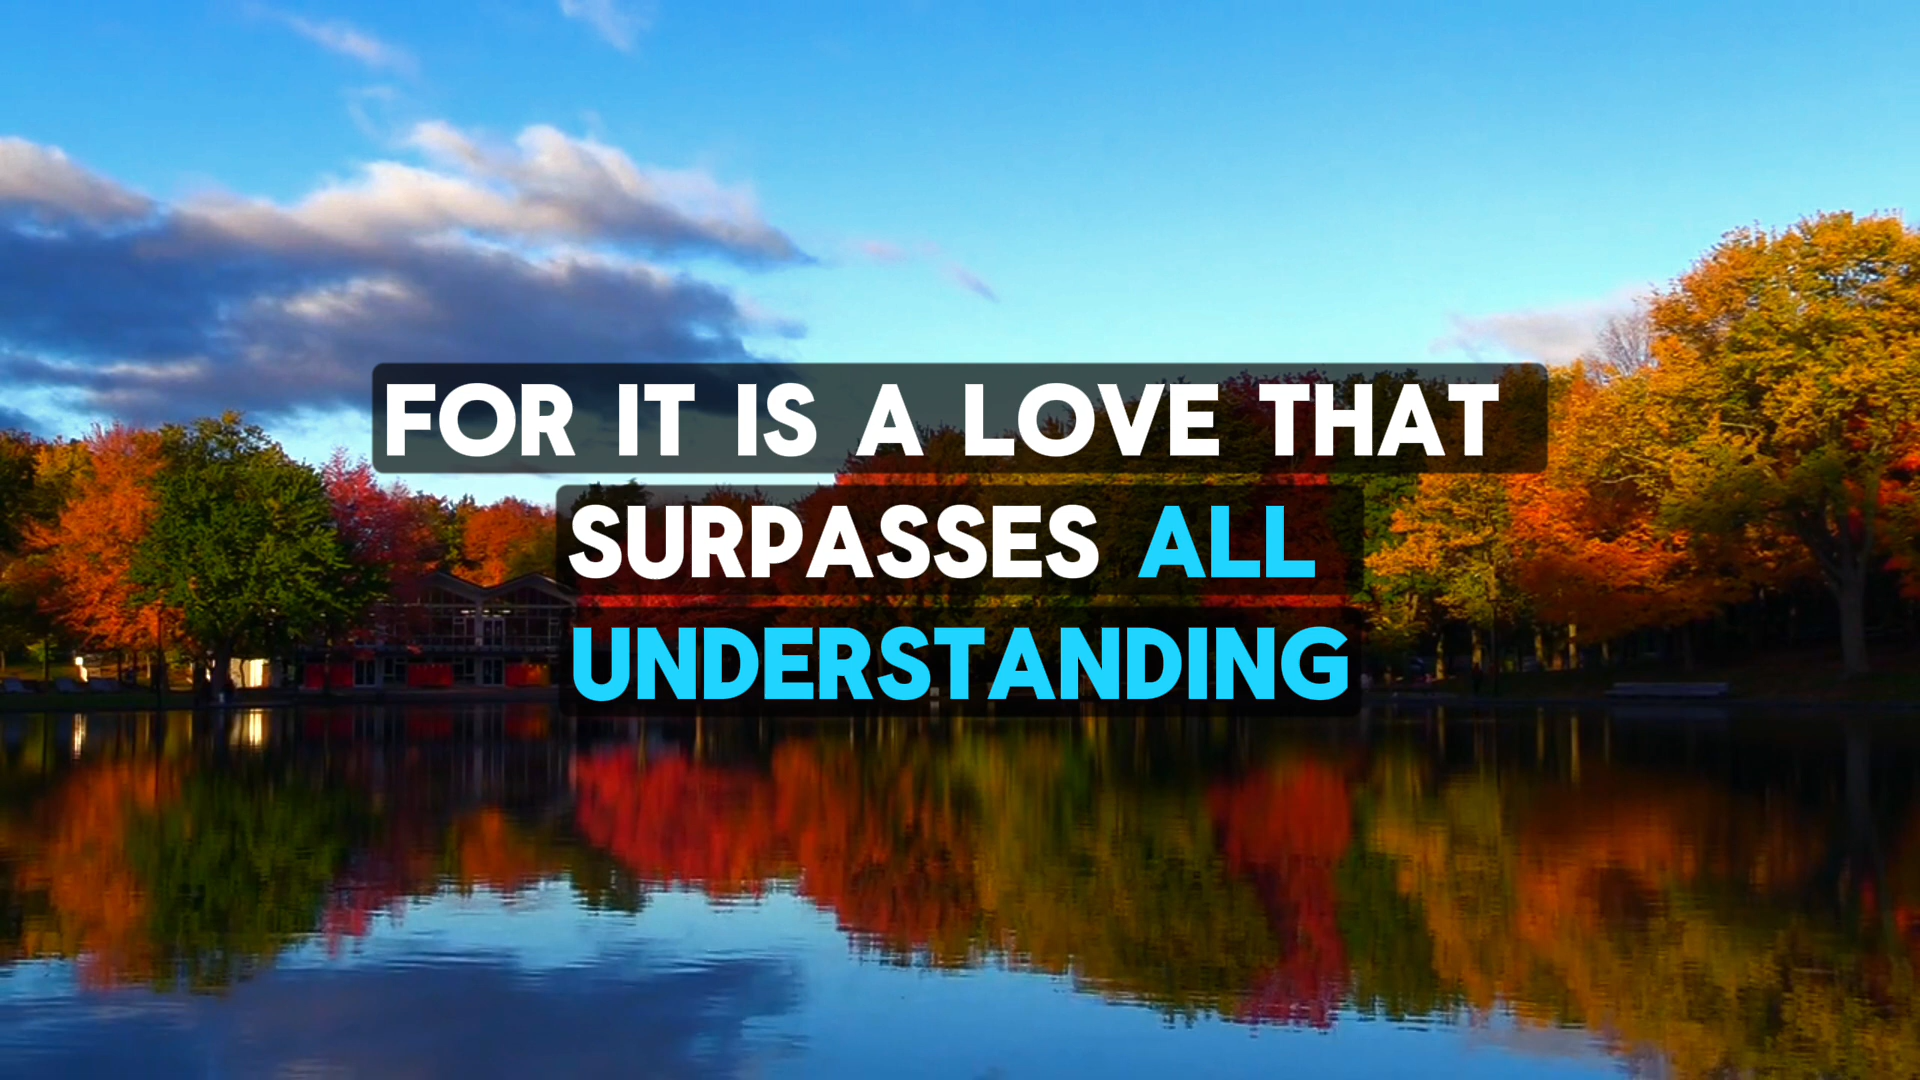 FOR IT IS A LOVE THAT
SURPASSES ALL
UNDERSTANDING